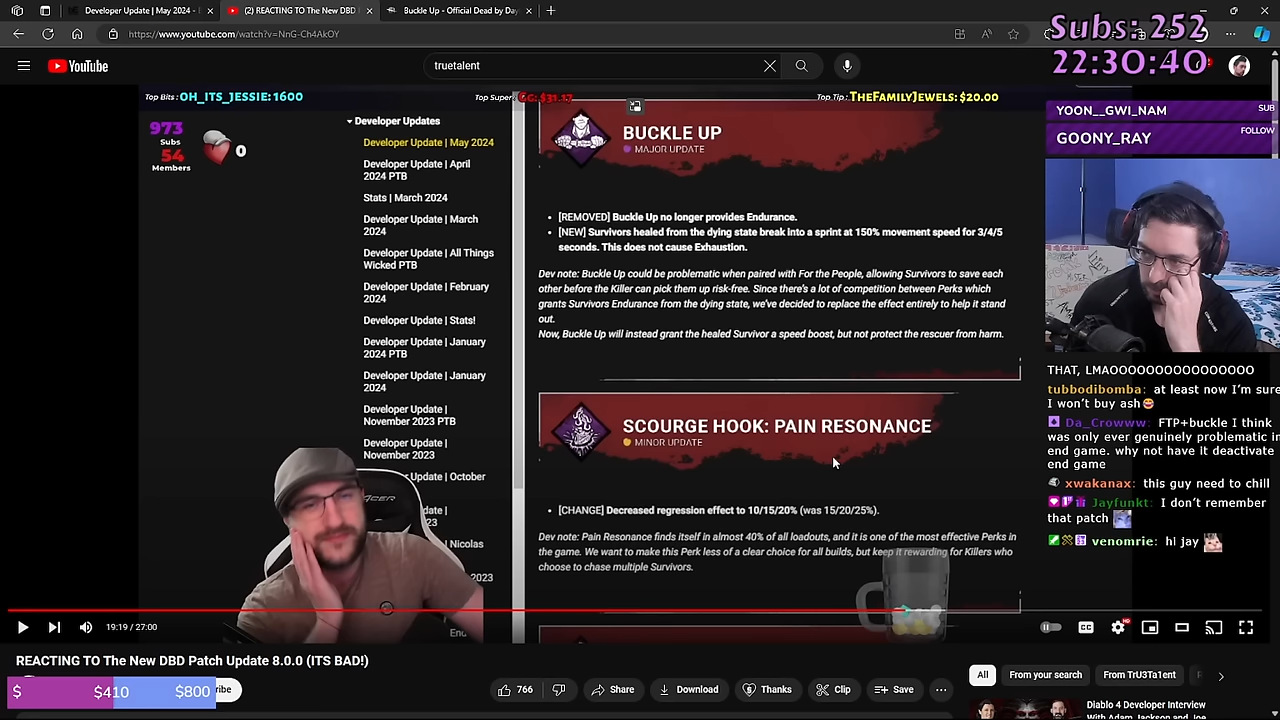 Developer Update | May 2024 -
(2) REACTING TO The New DBD
Buckle Up - Official Dead by Day
https://www.youtube.com/watch?v=NnG-Ch4AkOY
Subs: 252
22:30:40
YouTube
truetalent
Top Bits: OH_ITS_JESSIE: 1600
Top Super
Gg: $31.17
Top Tip: THEFAMILYJEWELS: $20.00
973
Subs
54
Members
0
Developer Updates
Developer Update | May 2024
Developer Update | April
2024 PTB
Stats | March 2024
Developer Update | March
2024
Developer Update | All Things
Wicked PTB
Developer Update | February
2024
Developer Update | Stats!
Developer Update | January
2024 PTB
Developer Update | January
2024
Developer Update |
November 2023 PTB
Developer Update |
November 2023
Update | October
date |
23
Nicolas
2023
End
BUCKLE UP
MAJOR UPDATE
• [REMOVED] Buckle Up no longer provides Endurance.
• [NEW] Survivors healed from the dying state break into a sprint at 150% movement speed for 3/4/5
seconds. This does not cause Exhaustion.
Dev note: Buckle Up could be problematic when paired with For the People, allowing Survivors to save each
other before the Killer can pick them up risk-free. Since there's a lot of competition between Perks which
grants Survivors Endurance from the dying state, we've decided to replace the effect entirely to help it stand
out.
Now, Buckle Up will instead grant the healed Survivor a speed boost, but not protect the rescuer from harm.
SCOURGE HOOK: PAIN RESONANCE
MINOR UPDATE
• [CHANGE] Decreased regression effect to 10/15/20% (was 15/20/25%).
Dev note: Pain Resonance finds itself in almost 40% of all loadouts, and it is one of the most effective Perks in
the game. We want to make this Perk less of a clear choice for all builds, but keep it rewarding for Killers who
choose to chase multiple Survivors.
ACER
YOON__GWI_NAM
SUB
GOONY_RAY
FOLLOW
THAT, LMAOOOOOOOOOOOOOOO
tubbodibomba: at least now I'm sure
I won't buy ash
Da_Crowww: FTP+buckle I think
was only ever genuinely problematic in
end game. why not have it deactivate
end game
xwakanax: this guy need to chill
Jayfunkt: I don't remember
that patch
venomrie: hI jay
19:19 / 27:00
CC
HD
REACTING TO The New DBD Patch Update 8.0.0 (ITS BAD!)
$
$410
$800
ribe
766
Share
Download
Thanks
Clip
Save
All
From your search
From TrU3Ta1ent
Diablo 4 Developer Interview
With Adam Jackson and Joe